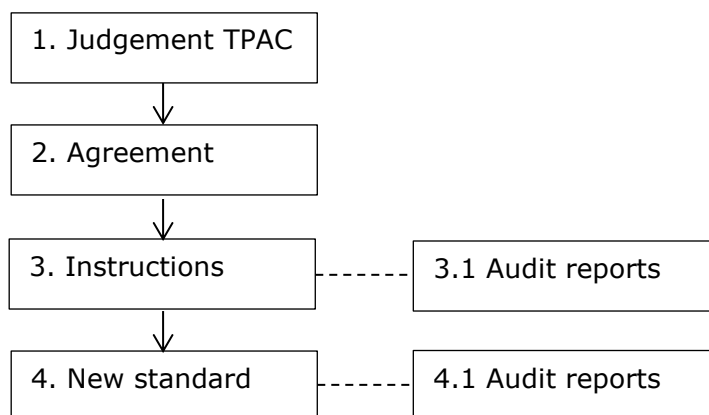 1. Judgement TPAC
2. Agreement
3. Instructions
3.1 Audit reports
4. New standard
4.1 Audit reports